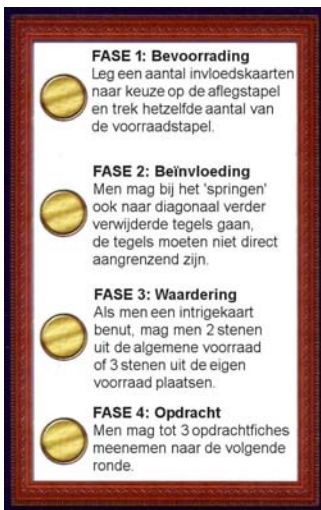 FASE 1: Bevoorrading
Leg een aantal invloedskaarten
naar keuze op de aflegstapel
en trek hetzelfde aantal van
de voorraadstapel.
FASE 2: Beïnvloeding
Men mag bij het 'springen'
ook naar diagonaal verder
verwijderde tegels gaan,
de tegels moeten niet direct
aangrenzend zijn.
FASE 3: Waardering
Als men een intrigekaart
benut, mag men 2 stenen
uit de algemene voorraad
of 3 stenen uit de eigen
voorraad plaatsen.
FASE 4: Opdracht
Men mag tot 3 opdrachtfiches
meenemen naar de volgende
ronde.